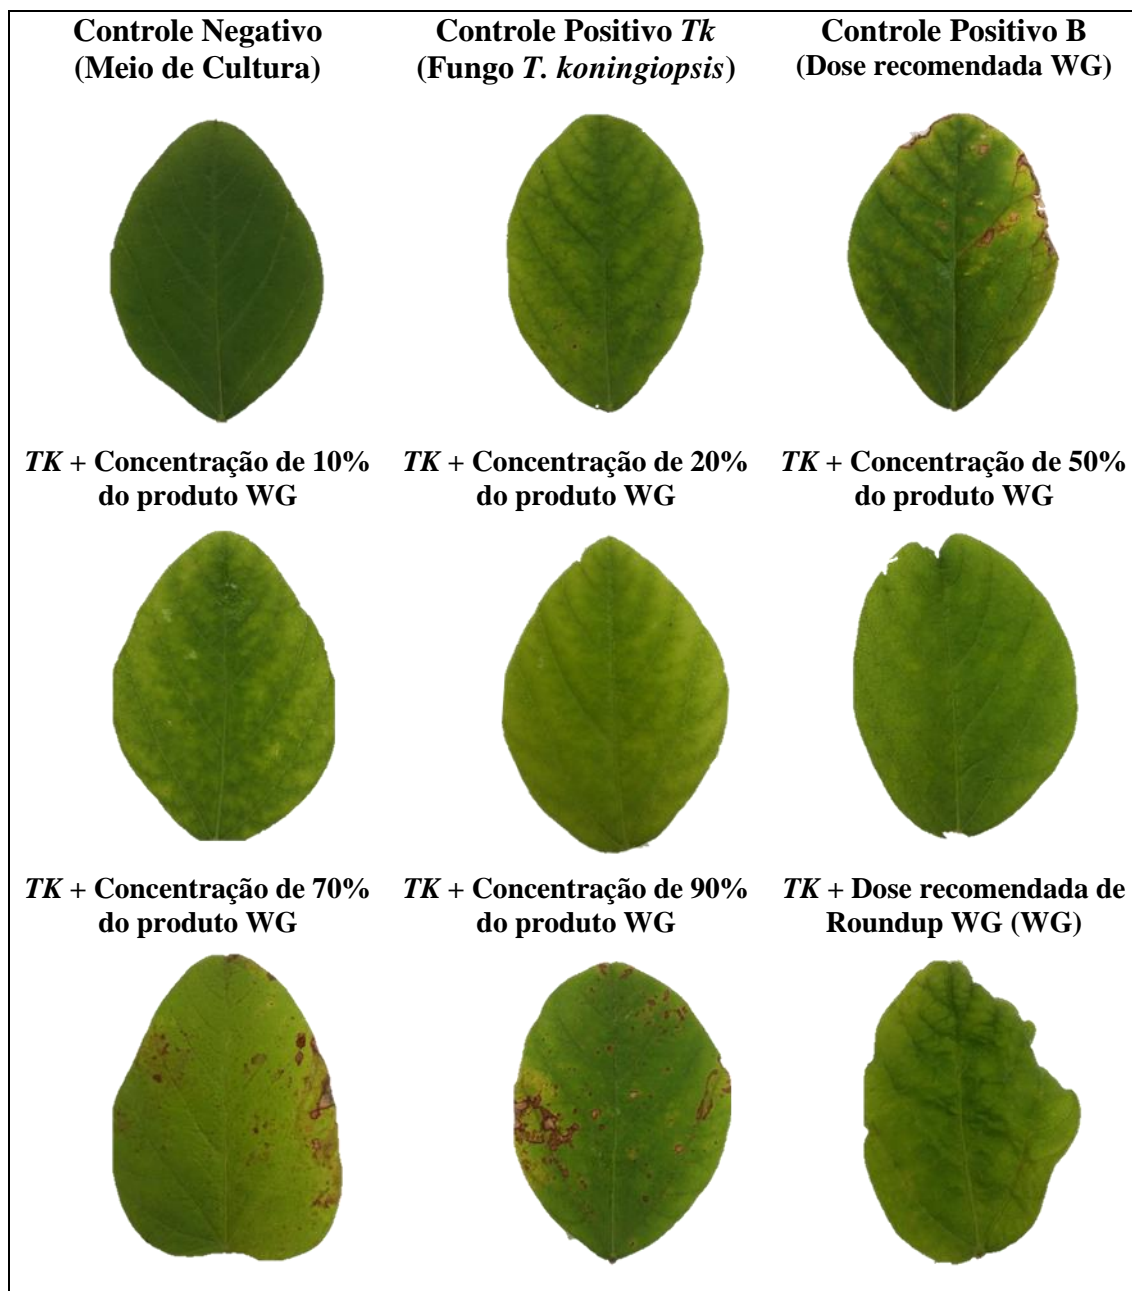 Controle Negativo
(Meio de Cultura)
Controle Positivo Tk
(Fungo T. koningiopsis)
Controle Positivo B
(Dose recomendada WG)
TK + Concentração de 10%
do produto WG
TK + Concentração de 20%
do produto WG
TK + Concentração de 50%
do produto WG
TK + Concentração de 70%
do produto WG
TK + Concentração de 90%
do produto WG
TK + Dose recomendada de
Roundup WG (WG)